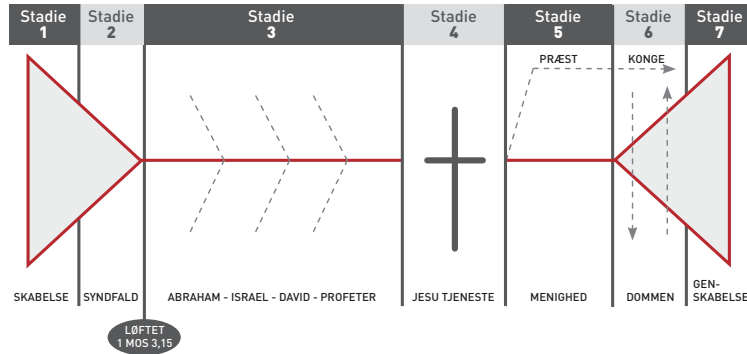 Stadie
1
Stadie
2
Stadie
3
Stadie
4
Stadie
5
Stadie
6
Stadie
7
PRÆST
KONGE
SKABELSE
SYNDFALD
ABRAHAM - ISRAEL - DAVID - PROFETER
JESU TJENESTE
MENIGHED
DOMMEN
GEN-
SKABELSE
LØFTET
1 MOS 3,15